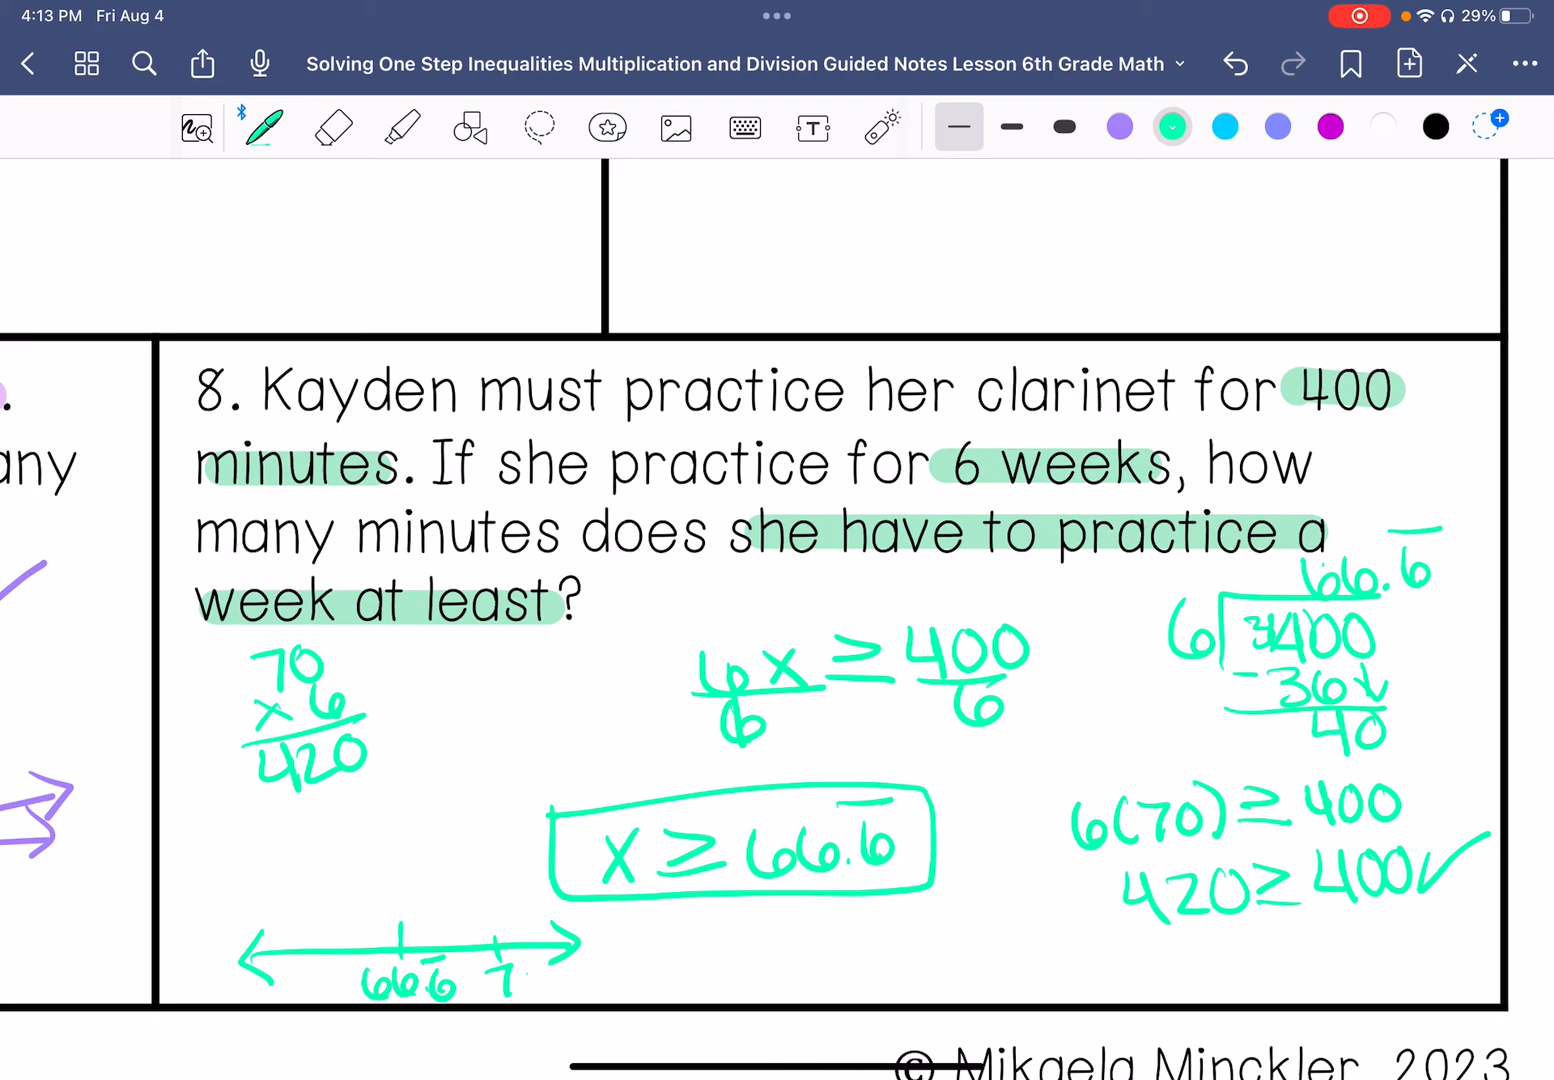 4:13 PM Fri Aug 4
29%
Solving One Step Inequalities Multiplication and Division Guided Notes Lesson 6th Grade Math
T
.
any
8. Kayden must practice her clarinet for 400
minutes. If she practice for 6 weeks, how
many minutes does she have to practice a
week at least?
70
x 6
420
6x ≥ 400
6 6
x ≥ 66.6̅
66.6̅
6 400
- 36
40
6(70) ≥ 400
420 ≥ 400 ✓
66.6̅ 7
© Mikaela Minckler, 2023